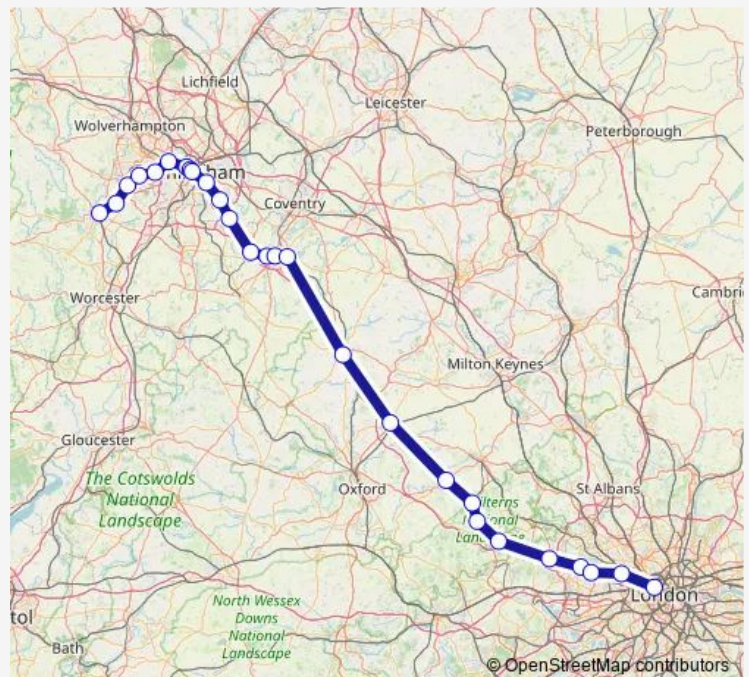 Lichfield
Leicester
Wolverhampton
Peterborough
Coventry
Worcester
Milton Keynes
Gloucester
The Cotswolds
National
Landscape
Oxford
St Albans
London
North Wessex
Downs
National
Landscape
Bath
© OpenStreetMap contributors